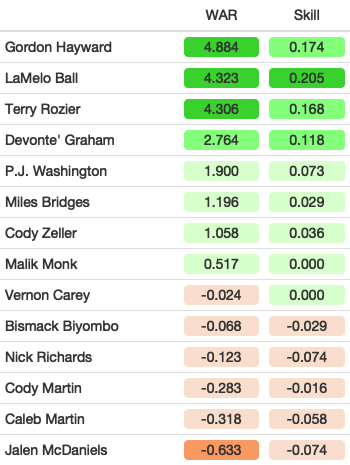 WAR Skill
Gordon Hayward 4.884 0.174
LaMelo Ball 4.323 0.205
Terry Rozier 4.306 0.168
Devonte' Graham 2.764 0.118
P.J. Washington 1.900 0.073
Miles Bridges 1.196 0.029
Cody Zeller 1.058 0.036
Malik Monk 0.517 0.000
Vernon Carey -0.024 0.000
Bismack Biyombo -0.068 -0.029
Nick Richards -0.123 -0.074
Cody Martin -0.283 -0.016
Caleb Martin -0.318 -0.058
Jalen McDaniels -0.633 -0.074